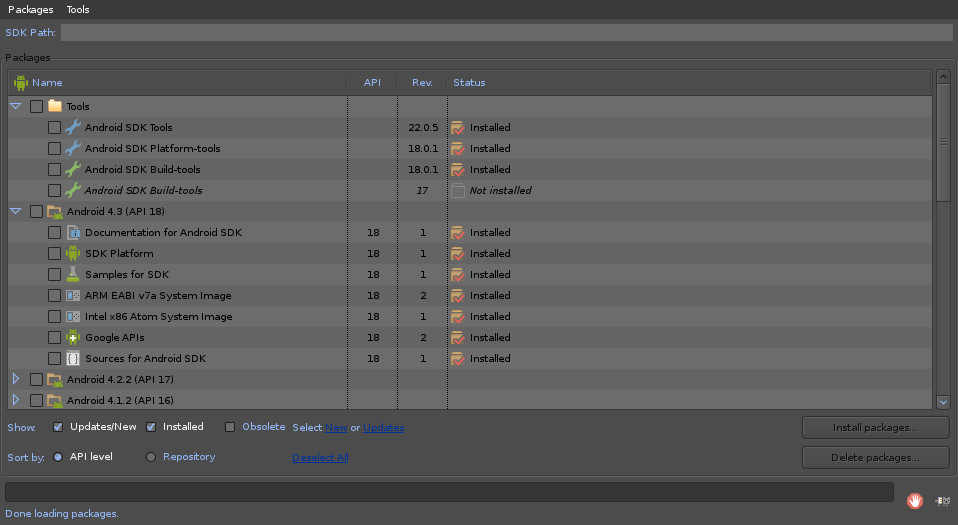 Packages Tools
SDK Path:
Packages
Name API Rev. Status
Tools
Android SDK Tools 22.0.5 Installed
Android SDK Platform-tools 18.0.1 Installed
Android SDK Build-tools 18.0.1 Installed
Android SDK Build-tools 17 Not installed
Android 4.3 (API 18)
Documentation for Android SDK 18 1 Installed
SDK Platform 18 1 Installed
Samples for SDK 18 1 Installed
ARM EABI v7a System Image 18 2 Installed
Intel x86 Atom System Image 18 1 Installed
Google APIs 18 2 Installed
Sources for Android SDK 18 1 Installed
Android 4.2.2 (API 17)
Android 4.1.2 (API 16)
Show: Updates/New Installed Obsolete Select New or Updates Install packages...
Sort by: API level Repository Deselect All Delete packages...
Done loading packages.